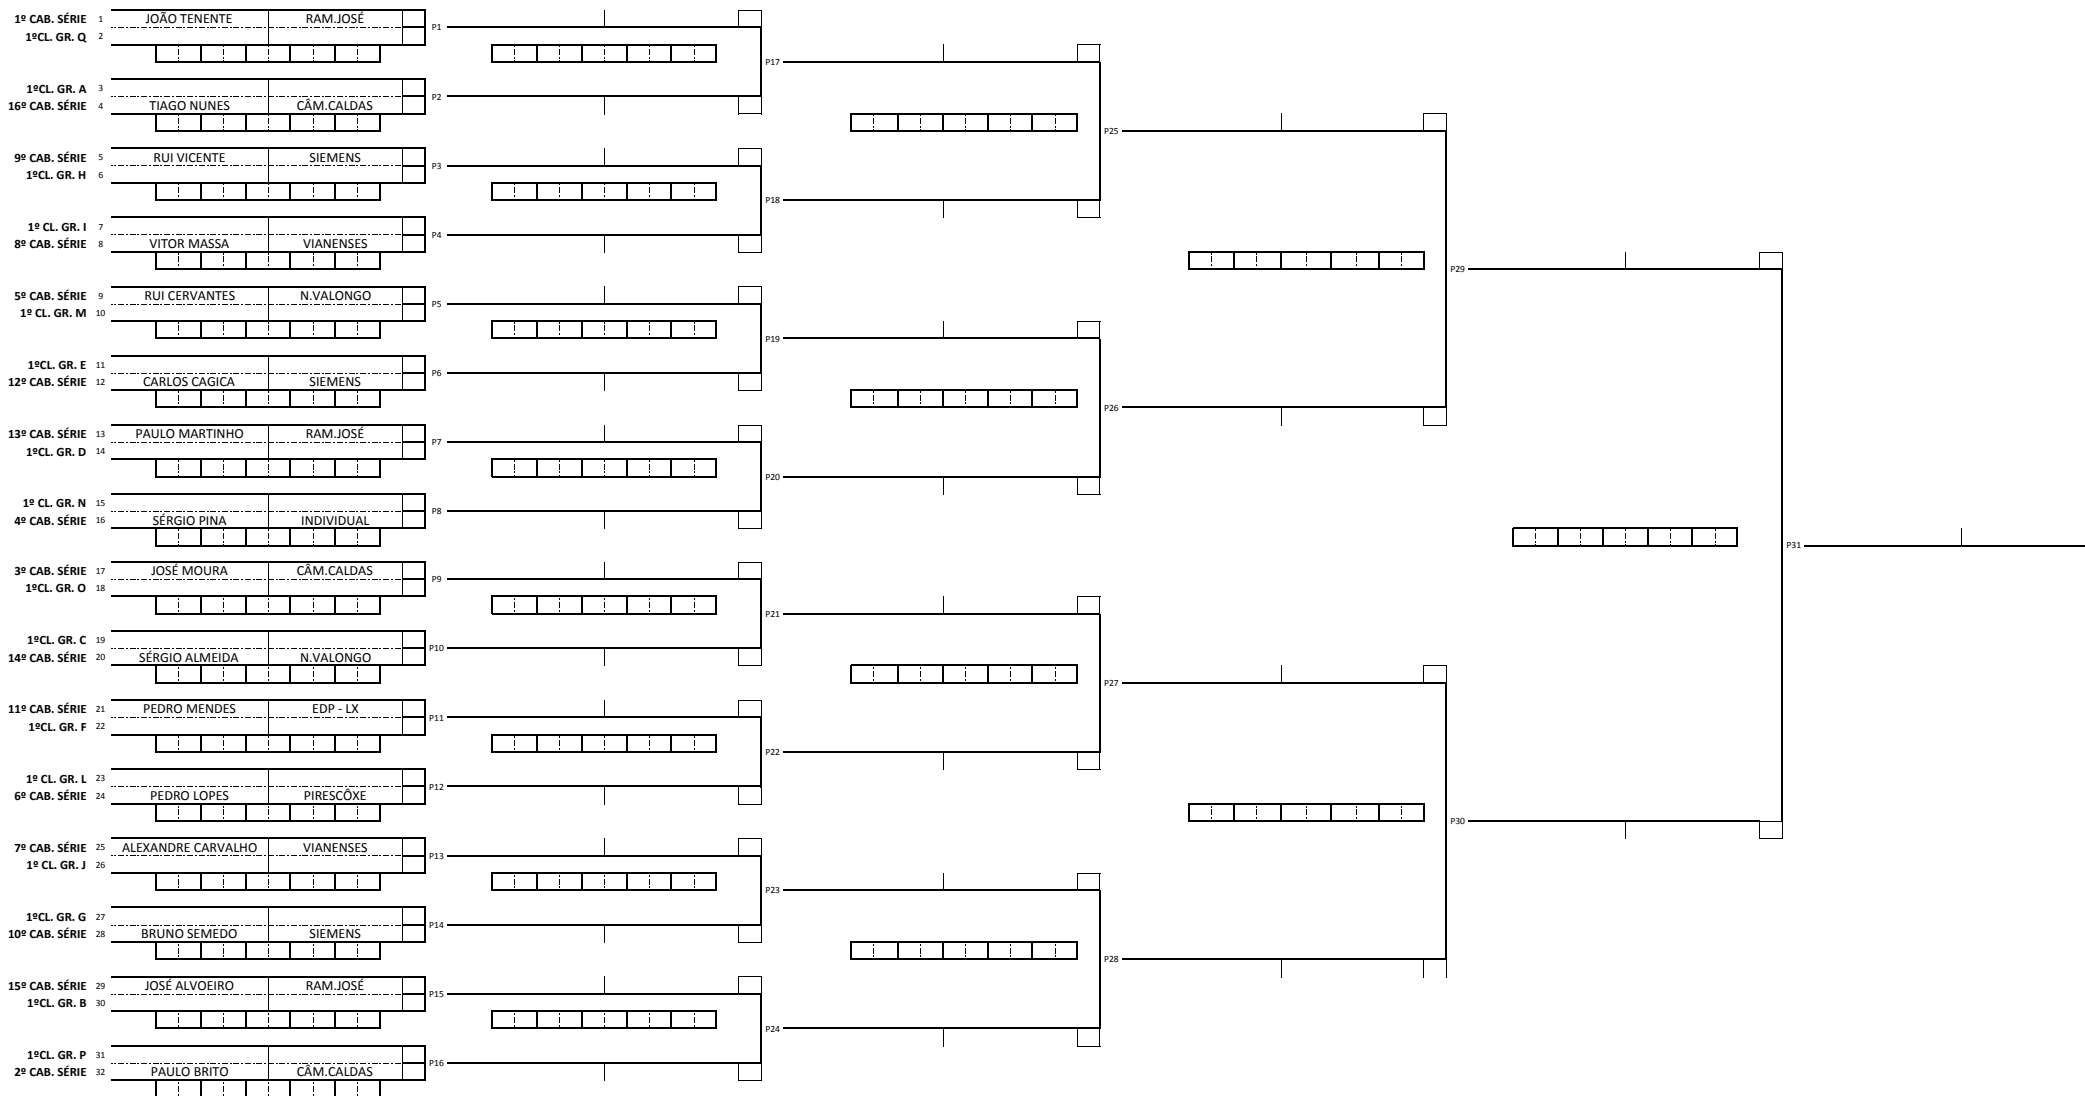 1º CAB. SÉRIE 1 JOÃO TENENTE RAM.JOSÉ
P1
1ºCL. GR. Q 2
P17
1ºCL. GR. A 3
P2
16º CAB. SÉRIE 4 TIAGO NUNES CÂM.CALDAS
P25
9º CAB. SÉRIE 5 RUI VICENTE SIEMENS
P3
1ºCL. GR. H 6
P18
1º CL. GR. I 7
P4
8º CAB. SÉRIE 8 VITOR MASSA VIANENSES
P29
5º CAB. SÉRIE 9 RUI CERVANTES N.VALONGO
P5
1º CL. GR. M 10
P19
1ºCL. GR. E 11
P6
12º CAB. SÉRIE 12 CARLOS CAGICA SIEMENS
P26
13º CAB. SÉRIE 13 PAULO MARTINHO RAM.JOSÉ
P7
1ºCL. GR. D 14
P20
1º CL. GR. N 15
P8
4º CAB. SÉRIE 16 SÉRGIO PINA INDIVIDUAL
P31
3º CAB. SÉRIE 17 JOSÉ MOURA CÂM.CALDAS
P9
1ºCL. GR. O 18
P21
1ºCL. GR. C 19
P10
14º CAB. SÉRIE 20 SÉRGIO ALMEIDA N.VALONGO
P27
11º CAB. SÉRIE 21 PEDRO MENDES EDP - LX
P11
1ºCL. GR. F 22
P22
1º CL. GR. L 23
P12
6º CAB. SÉRIE 24 PEDRO LOPES PIRESCÔXE
P30
7º CAB. SÉRIE 25 ALEXANDRE CARVALHO VIANENSES
P13
1º CL. GR. J 26
P23
1ºCL. GR. G 27
P14
10º CAB. SÉRIE 28 BRUNO SEMEDO SIEMENS
P28
15º CAB. SÉRIE 29 JOSÉ ALVOEIRO RAM.JOSÉ
P15
1ºCL. GR. B 30
P24
1ºCL. GR. P 31
P16
2º CAB. SÉRIE 32 PAULO BRITO CÂM.CALDAS